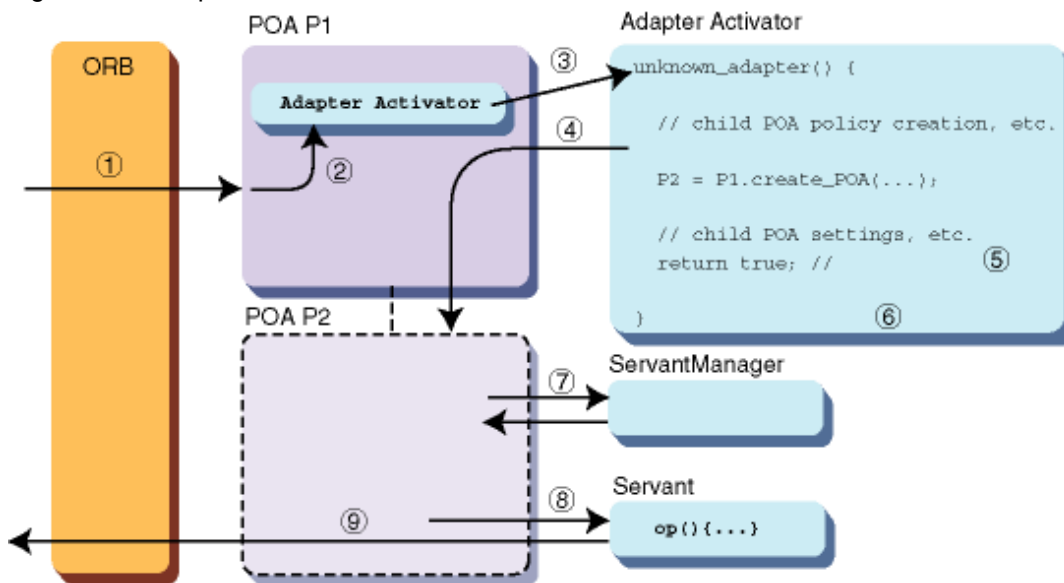 POA P1
Adapter Activator
ORB
③
unknown_adapter() {
Adapter Activator
// child POA policy creation, etc.
④
①
②
P2 = P1.create_POA(...);
// child POA settings, etc.
return true; //
⑤
POA P2
}
⑥
ServantManager
⑦
Servant
⑧
⑨
op(){...}